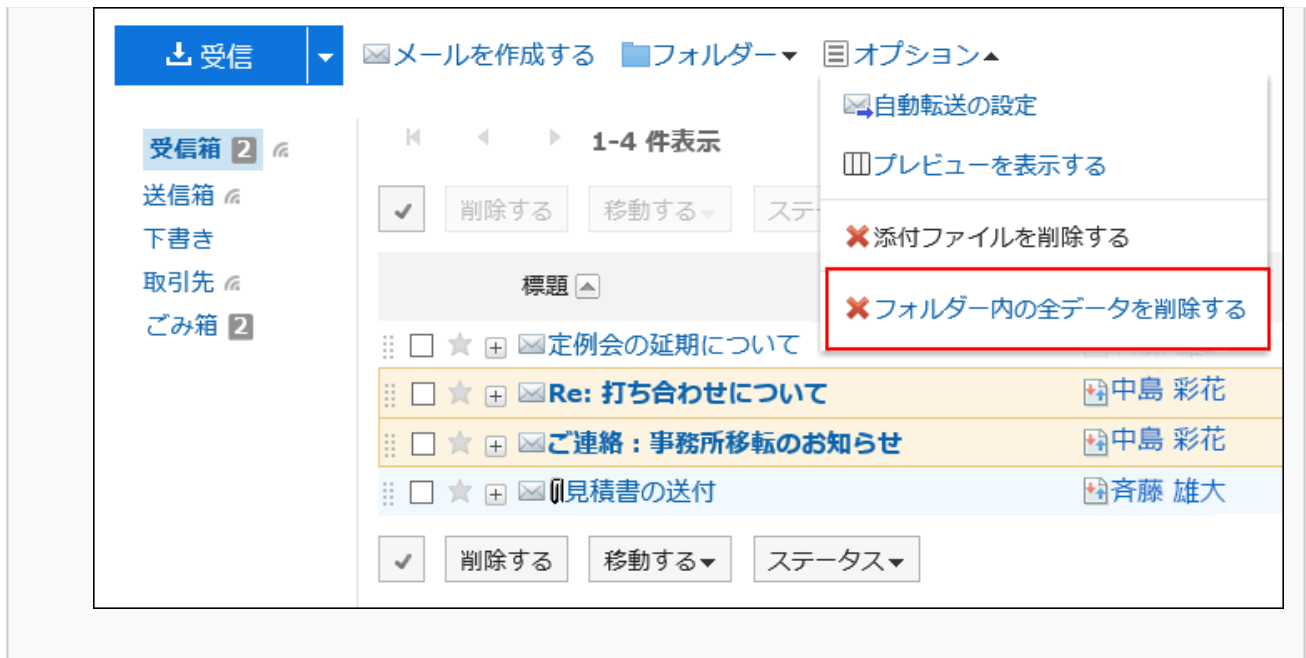 受信 メールを作成する フォルダー▼ オプション▲
自動転送の設定
プレビューを表示する
添付ファイルを削除する
フォルダー内の全データを削除する
受信箱 2
送信箱
下書き
取引先
ごみ箱 2
1-4 件表示
削除する 移動する ステー
標題
定例会の延期について
Re: 打ち合わせについて 中島 彩花
ご連絡：事務所移転のお知らせ 中島 彩花
見積書の送付 斉藤 雄大
削除する 移動する▼ ステータス▼